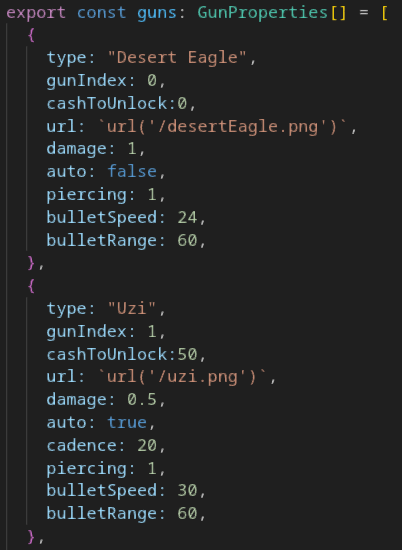 export const guns: GunProperties[] = [
{
type: "Desert Eagle",
gunIndex: 0,
cashToUnlock:0,
url: `url('/desertEagle.png')`,
damage: 1,
auto: false,
piercing: 1,
bulletSpeed: 24,
bulletRange: 60,
},
{
type: "Uzi",
gunIndex: 1,
cashToUnlock:50,
url: `url('/uzi.png')`,
damage: 0.5,
auto: true,
cadence: 20,
piercing: 1,
bulletSpeed: 30,
bulletRange: 60,
},